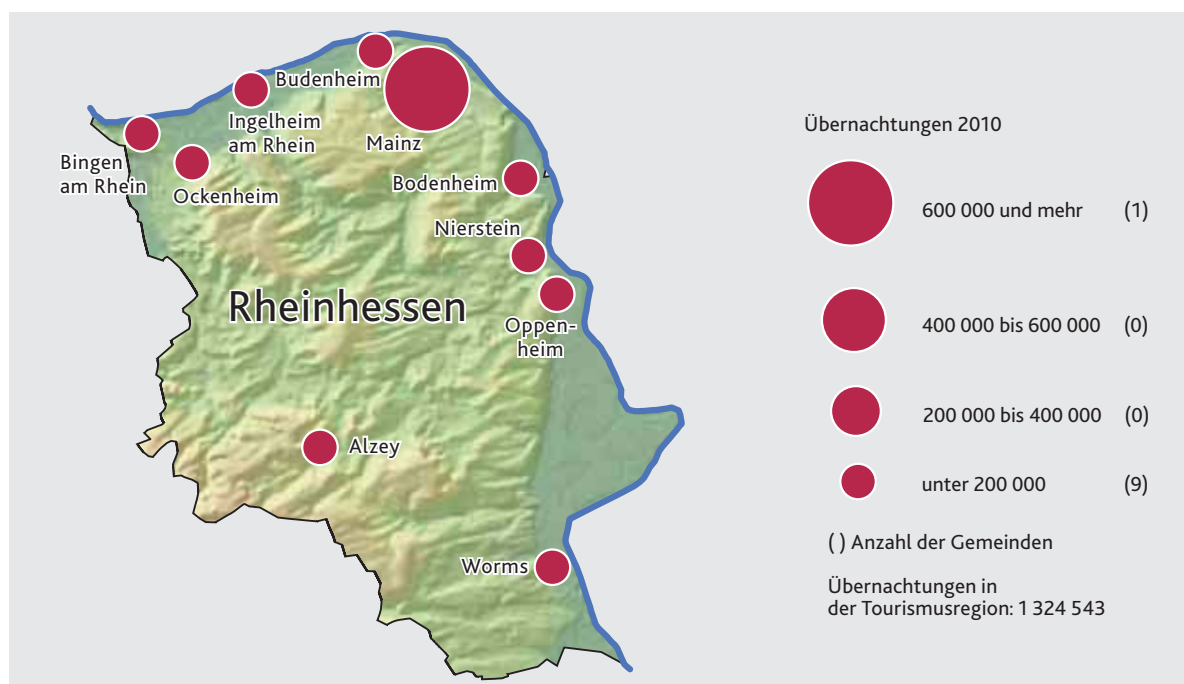 Budenheim
Ingelheim
am Rhein
Mainz
Bingen
am Rhein
Ockenheim
Bodenheim
Nierstein
Rheinhessen
Oppen-
heim
Alzey
Worms
Übernachtungen 2010
600 000 und mehr (1)
400 000 bis 600 000 (0)
200 000 bis 400 000 (0)
unter 200 000 (9)
( ) Anzahl der Gemeinden
Übernachtungen in
der Tourismusregion: 1 324 543